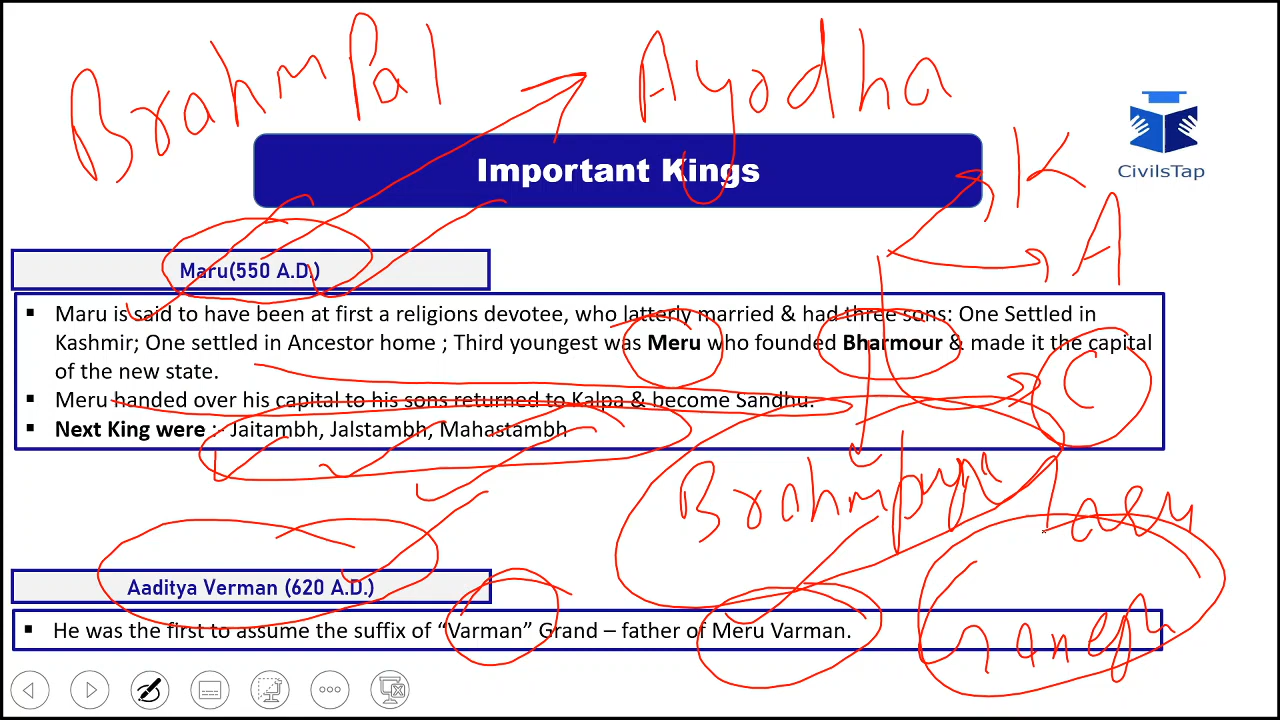 BrahmPal Ayodha
Important Kings
CivilsTap
K
A
Maru(550 A.D.)
▪ Maru is said to have been at first a religions devotee, who latterly married & had three sons: One Settled in
Kashmir; One settled in Ancestor home ; Third youngest was Meru who founded Bharmour & made it the capital
of the new state.
▪ Meru handed over his capital to his sons returned to Kalpa & become Sandhu.
▪ Next King were :- Jaitambh, Jalstambh, Mahastambh
C
Aaditya Verman (620 A.D.)
▪ He was the first to assume the suffix of “Varman” Grand – father of Meru Varman.